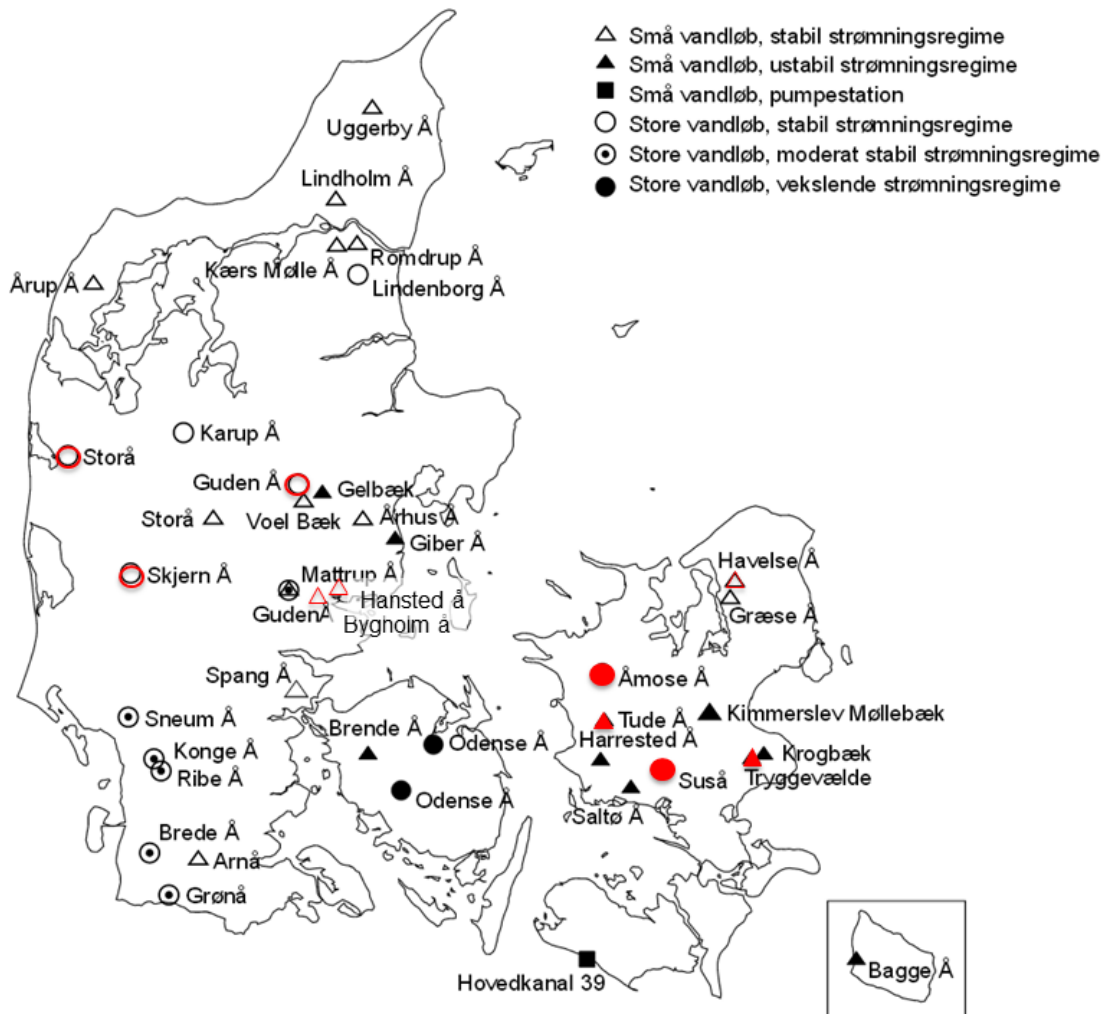 Små vandløb, stabil strømningsregime
Små vandløb, ustabil strømningsregime
Små vandløb, pumpestation
Store vandløb, stabil strømningsregime
Store vandløb, moderat stabil strømningsregime
Store vandløb, vekslende strømningsregime
Uggerby Å
Lindholm Å
Romdrup Å
Kærs Mølle Å
Årup Å
Lindenborg Å
Karup Å
Storå
Guden Å
Gelbæk
Storå
Voel Bæk
Århus Å
Giber Å
Havelse Å
Skjern Å
Mattrup Å
Hansted å
GudenÅ
Græse Å
Bygholm å
Spang Å
Åmose Å
Sneum Å
Brende Å
Tude Å
Kimmerslev Møllebæk
Odense Å
Harrested Å
Konge Å
Krogbæk
Ribe Å
Tryggevælde
Suså
Odense Å
Saltø Å
Brede Å
Arnå
Grønå
Hovedkanal 39
Bagge Å